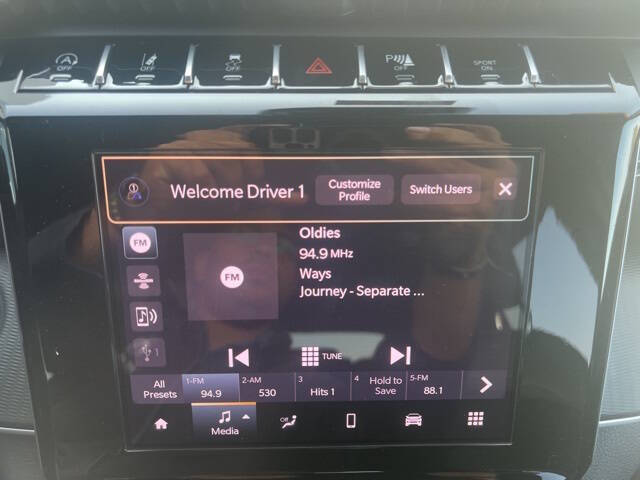 OFF OFF OFF P OFF SPORT ON
Welcome Driver 1 Customize Profile Switch Users X
FM Oldies
94.9 MHz
FM Ways
Journey - Separate ...
1
TUNE
All Presets 1-FM 94.9 2-AM 530 3 Hits 1 4 Hold to Save 5-FM 88.1
Media Off